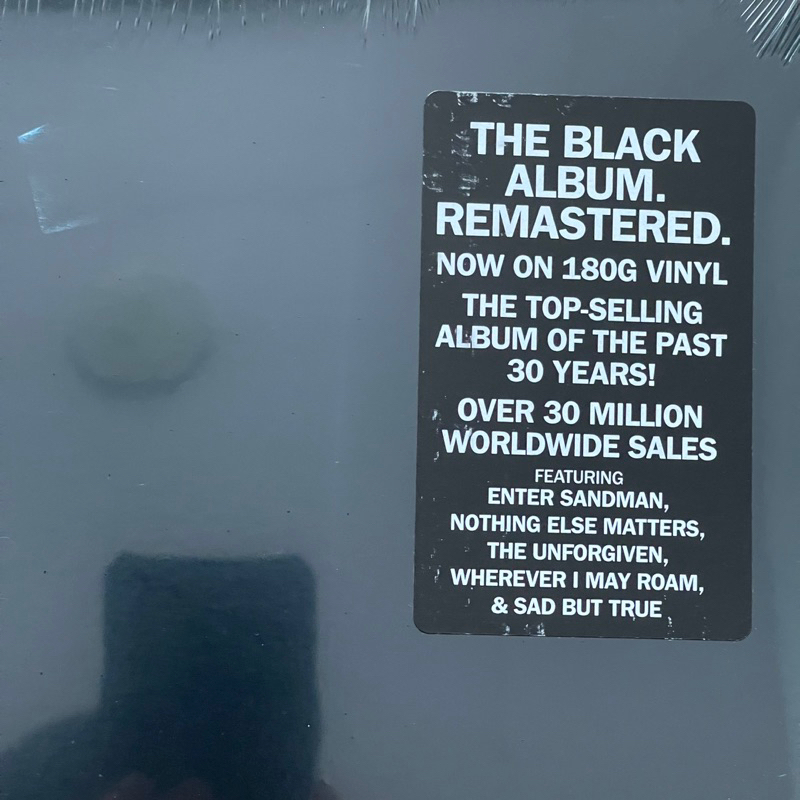 THE BLACK
ALBUM.
REMASTERED.
NOW ON 180G VINYL
THE TOP-SELLING
ALBUM OF THE PAST
30 YEARS!
OVER 30 MILLION
WORLDWIDE SALES
FEATURING
ENTER SANDMAN,
NOTHING ELSE MATTERS,
THE UNFORGIVEN,
WHEREVER I MAY ROAM,
& SAD BUT TRUE